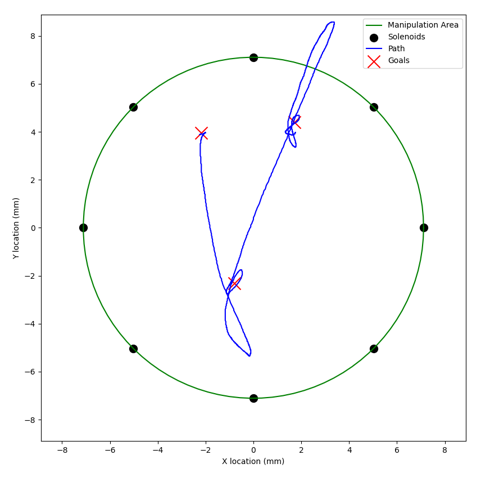 Manipulation Area
Solenoids
Path
Goals
Y location (mm)
8
6
4
2
0
−2
−4
−6
−8
−8 −6 −4 −2 0 2 4 6 8
X location (mm)